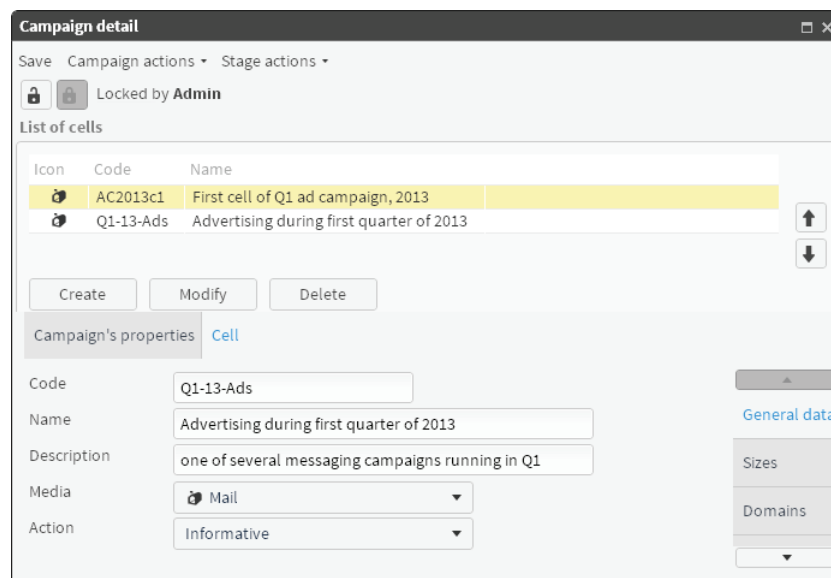 Campaign detail
Save Campaign actions Stage actions
Locked by Admin
List of cells
Icon Code Name
AC2013c1 First cell of Q1 ad campaign, 2013
Q1-13-Ads Advertising during first quarter of 2013
Create Modify Delete
Campaign's properties Cell
Code Q1-13-Ads
Name Advertising during first quarter of 2013
General data
Description one of several messaging campaigns running in Q1
Sizes
Media Mail
Domains
Action Informative